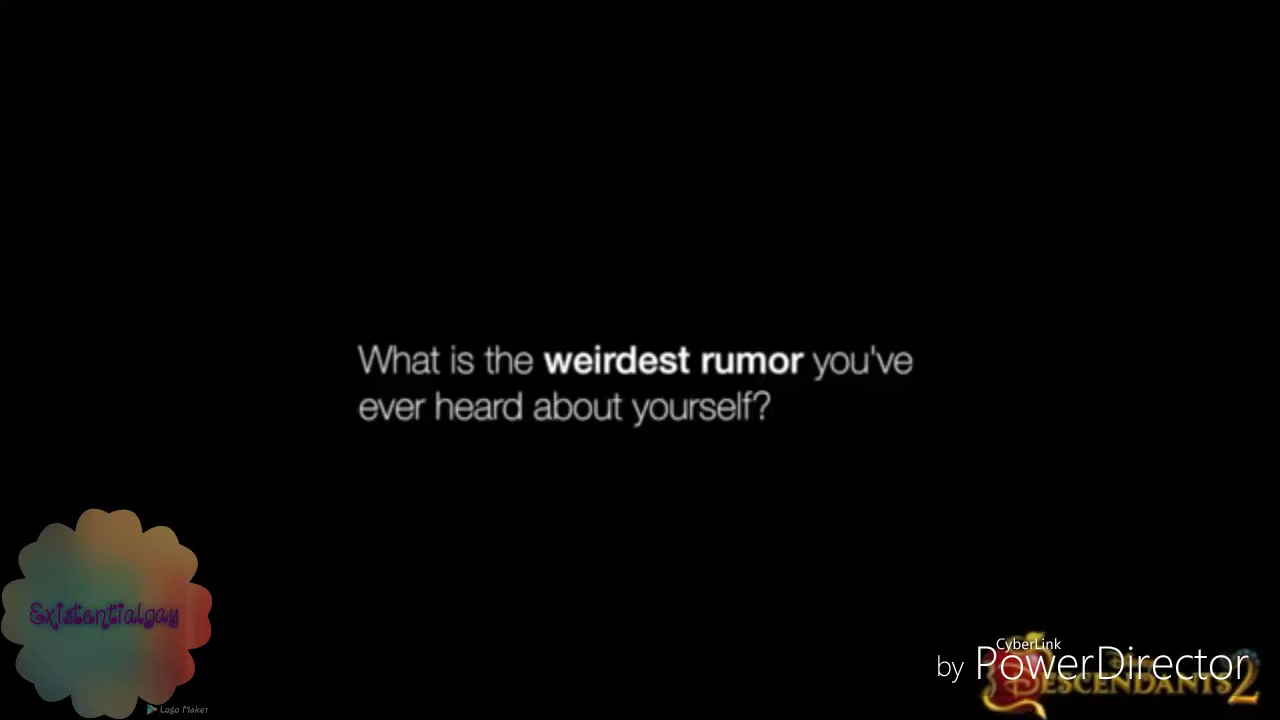 What is the weirdest rumor you've
ever heard about yourself?
Existentialgay
Logo Maker
CyberLink
by PowerDirector
DESCENDANTS 2